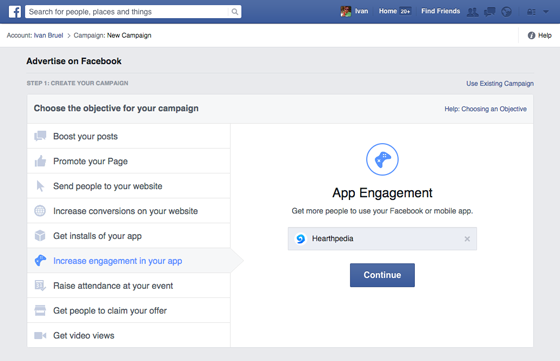 f
Search for people, places and things
Ivan
Home 20+
Find Friends
Account: Ivan Bruel
Campaign: New Campaign
Help
Advertise on Facebook
STEP 1: CREATE YOUR CAMPAIGN
Use Existing Campaign
Choose the objective for your campaign
Help: Choosing an Objective
Boost your posts
Promote your Page
Send people to your website
Increase conversions on your website
Get installs of your app
Increase engagement in your app
Raise attendance at your event
Get people to claim your offer
Get video views
App Engagement
Get more people to use your Facebook or mobile app.
Hearthpedia
Continue